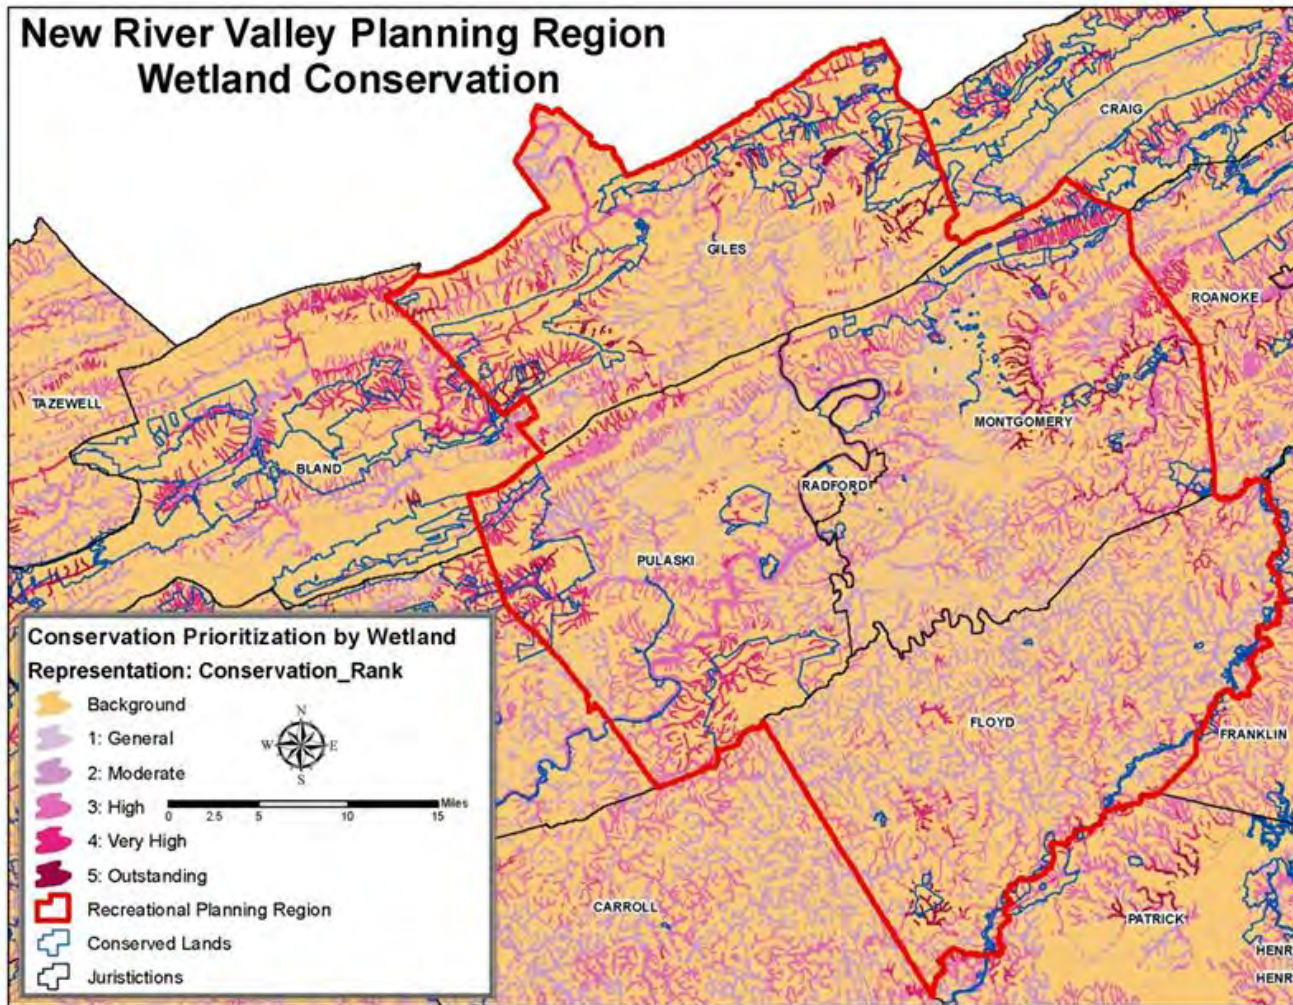 New River Valley Planning Region
Wetland Conservation
CRAIG
GILES
ROANOKE
TAZEWELL
MONTGOMERY
BLAND
RADFORD
PULASKI
FLOYD
FRANKLIN
CARROLL
PATRICK
HENR
HENR
Conservation Prioritization by Wetland
Representation: Conservation_Rank
Background
1: General
2: Moderate
3: High
4: Very High
5: Outstanding
Recreational Planning Region
Conserved Lands
Juristictions
N
W E
S
Miles
0 2.5 5 10 15